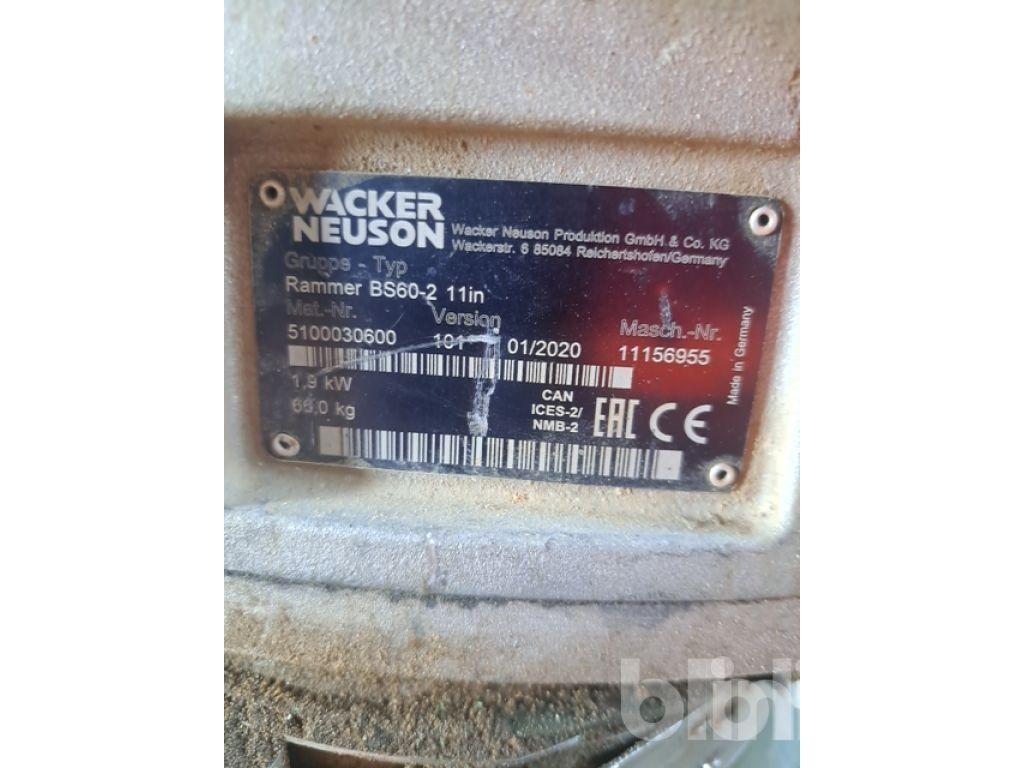 WACKER
NEUSON
Wacker Neuson Produktion GmbH & Co. KG
Wackerstr. 6 85084 Reichertshofen/Germany
Gruppe - Typ
Rammer BS60-2 11in
Mat.-Nr. Version Masch.-Nr.
5100030600 101 01/2020 11156955
1,9 kW
66,0 kg
CAN
ICES-2/
NMB-2
EAC CE
Made in Germany